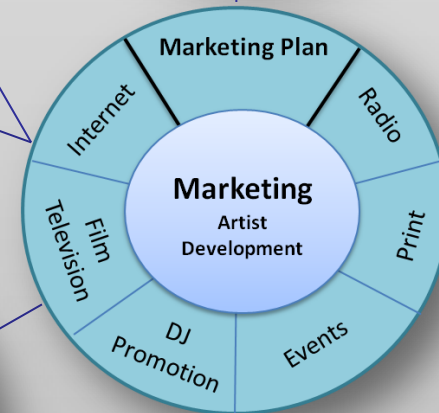 Marketing Plan
Radio
Print
Events
DJ
Promotion
Film
Television
Internet
Marketing
Artist
Development